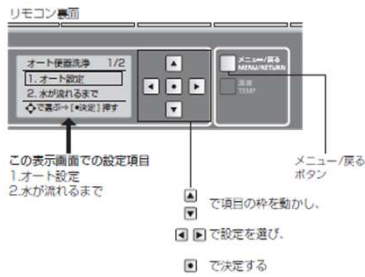 リモコン裏面
オート便器洗浄 1/2
1. オート設定
2. 水が流れるまで
で選ぶ→[●決定]押す
メニュー/戻る
MENU/RETURN
温度
TEMP
この表示画面での設定項目
1.オート設定
2.水が流れるまで
メニュー/戻る
ボタン
▲
▼ で項目の枠を動かし、
◀ ▶ で設定を選び、
● で決定する